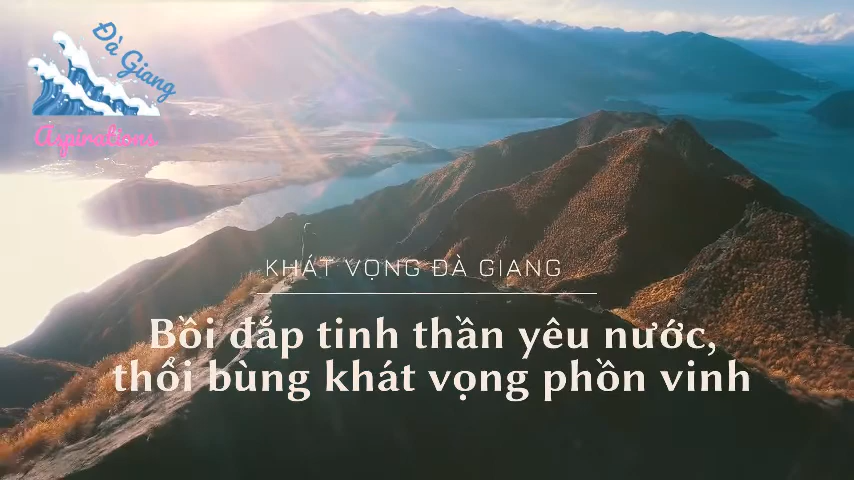 Đà Giang
Aspirations
KHÁT VỌNG ĐÀ GIANG
Bồi đắp tinh thần yêu nước,
thổi bùng khát vọng phồn vinh